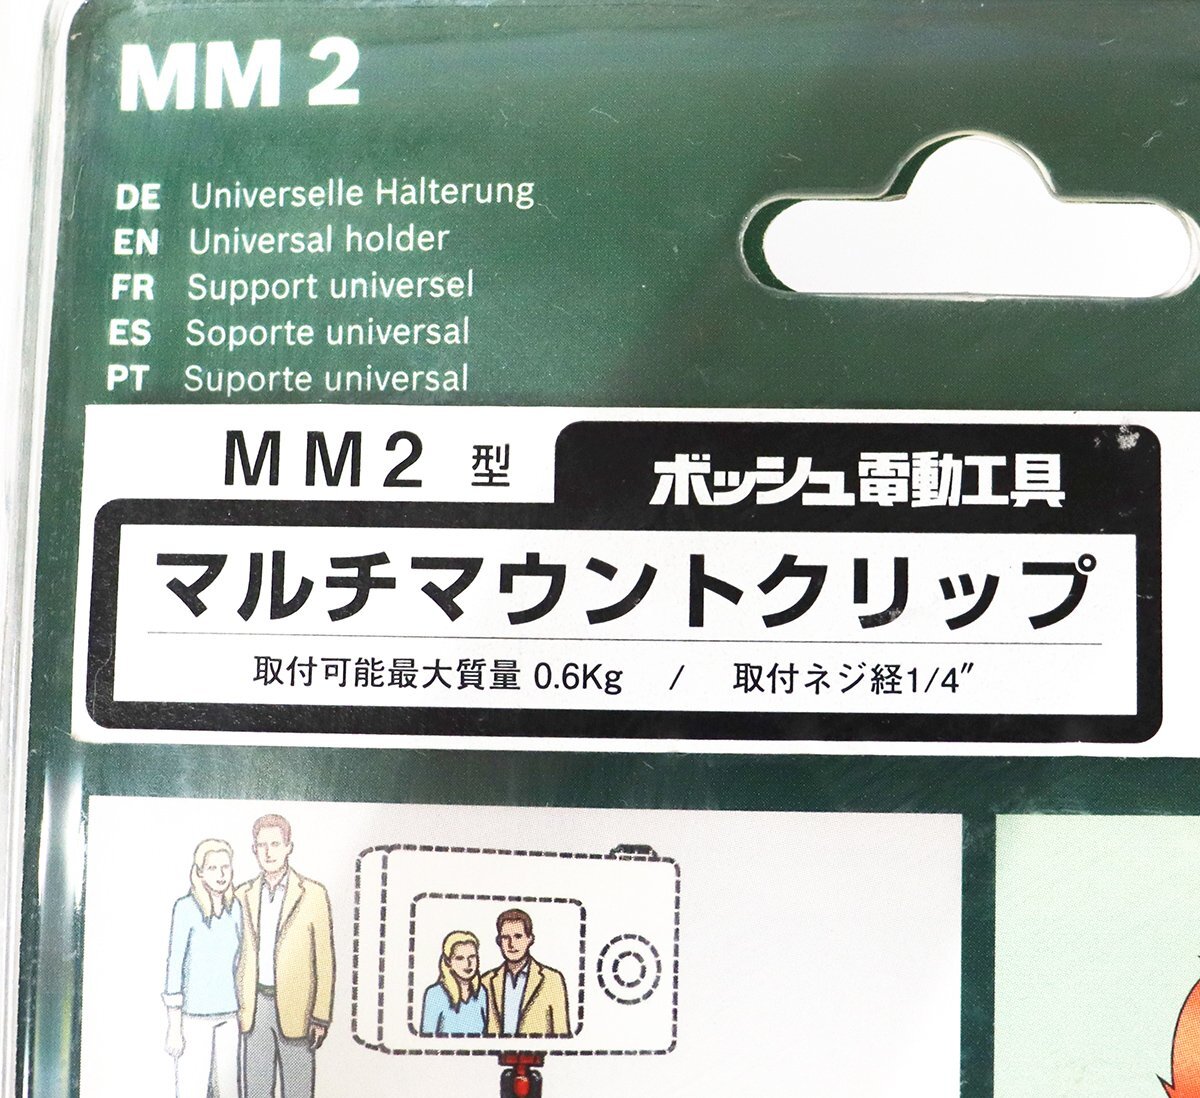 MM 2
DE Universelle Halterung
EN Universal holder
FR Support universel
ES Soporte universal
PT Suporte universal
MM2 型 ボッシュ電動工具
マルチマウントクリップ
取付可能最大質量 0.6Kg / 取付ネジ経1/4"